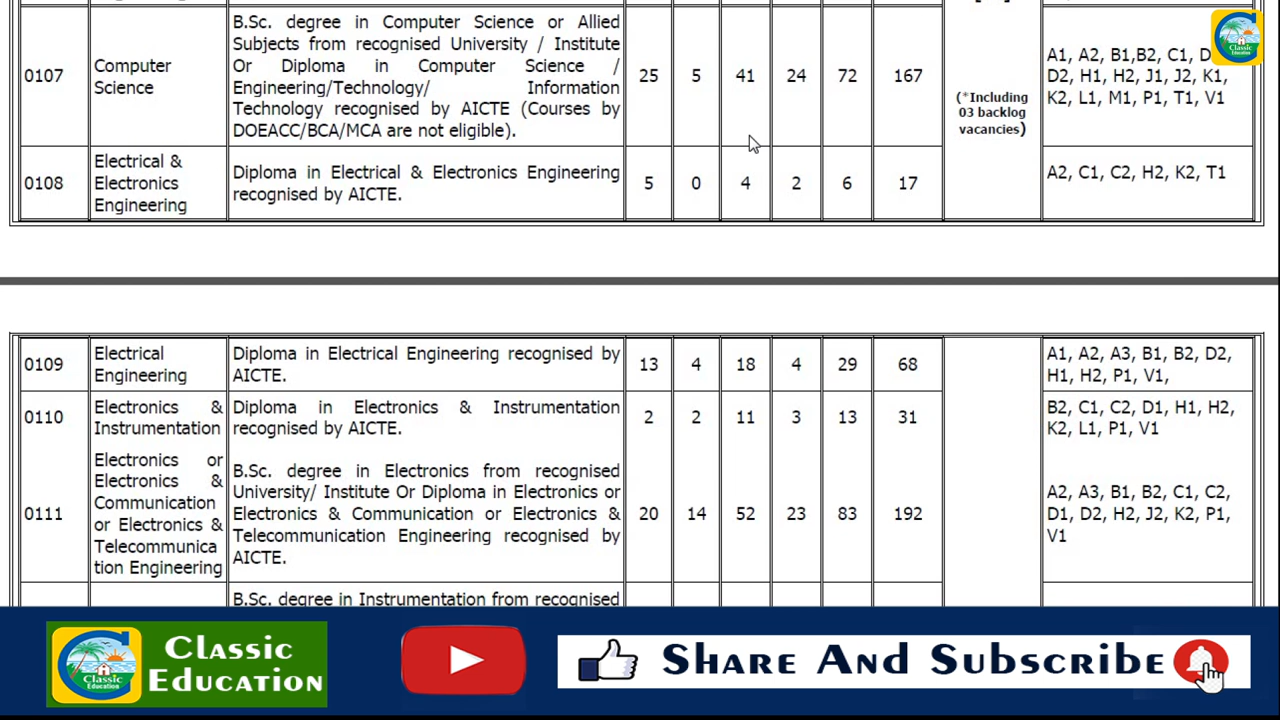 0107
Computer
Science
B.Sc. degree in Computer Science or Allied
Subjects from recognised University / Institute
Or Diploma in Computer Science /
Engineering/Technology/ Information
Technology recognised by AICTE (Courses by
DOEACC/BCA/MCA are not eligible).
25 5 41 24 72 167
(*Including
03 backlog
vacancies)
A1, A2, B1,B2, C1,
D2, H1, H2, J1, J2, K1,
K2, L1, M1, P1, T1, V1
Classic
Education
0108
Electrical &
Electronics
Engineering
Diploma in Electrical & Electronics Engineering
recognised by AICTE.
5 0 4 2 6 17
A2, C1, C2, H2, K2, T1
0109
Electrical
Engineering
Diploma in Electrical Engineering recognised by
AICTE.
13 4 18 4 29 68
A1, A2, A3, B1, B2, D2,
H1, H2, P1, V1,
0110
Electronics &
Instrumentation
Diploma in Electronics & Instrumentation
recognised by AICTE.
2 2 11 3 13 31
B2, C1, C2, D1, H1, H2,
K2, L1, P1, V1
0111
Electronics or
Electronics &
Communication
or Electronics &
Telecommunica
tion Engineering
B.Sc. degree in Electronics from recognised
University/ Institute Or Diploma in Electronics or
Electronics & Communication or Electronics &
Telecommunication Engineering recognised by
AICTE.
20 14 52 23 83 192
A2, A3, B1, B2, C1, C2,
D1, D2, H2, J2, K2, P1,
V1
B.Sc. degree in Instrumentation from recognised
Classic
Education
Classic
Education
Share And Subscribe